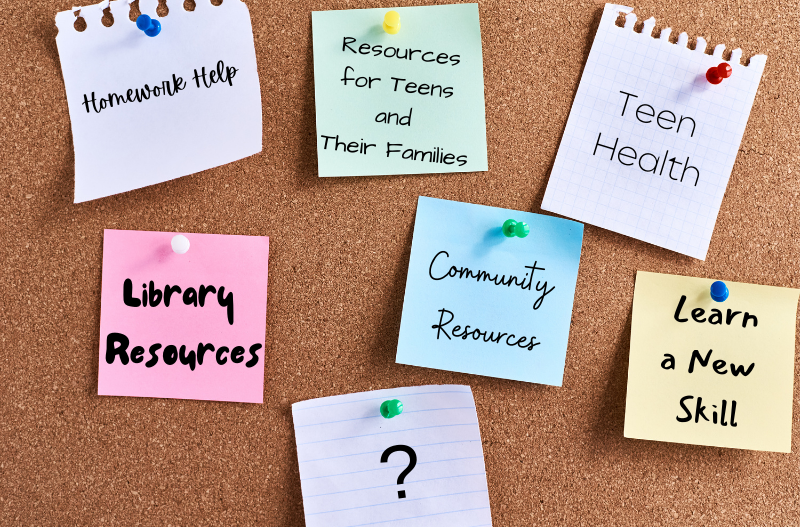 Homework Help
Resources
for Teens
and
Their Families
Teen
Health
Library
Resources
Community
Resources
Learn
a New
Skill
?